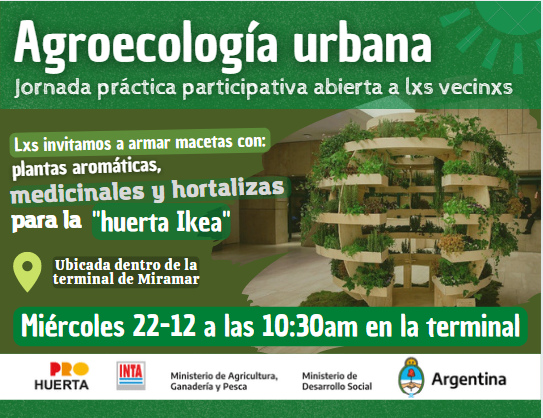 Agroecología urbana
Jornada práctica participativa abierta a lxs vecinxs
Lxs invitamos a armar macetas con:
plantas aromáticas,
medicinales y hortalizas
para la "huerta Ikea"
Ubicada dentro de la
terminal de Miramar
Miércoles 22-12 a las 10:30am en la terminal
PRO
HUERTA
INTA
Ministerio de Agricultura,
Ganadería y Pesca
Ministerio de
Desarrollo Social
Argentina